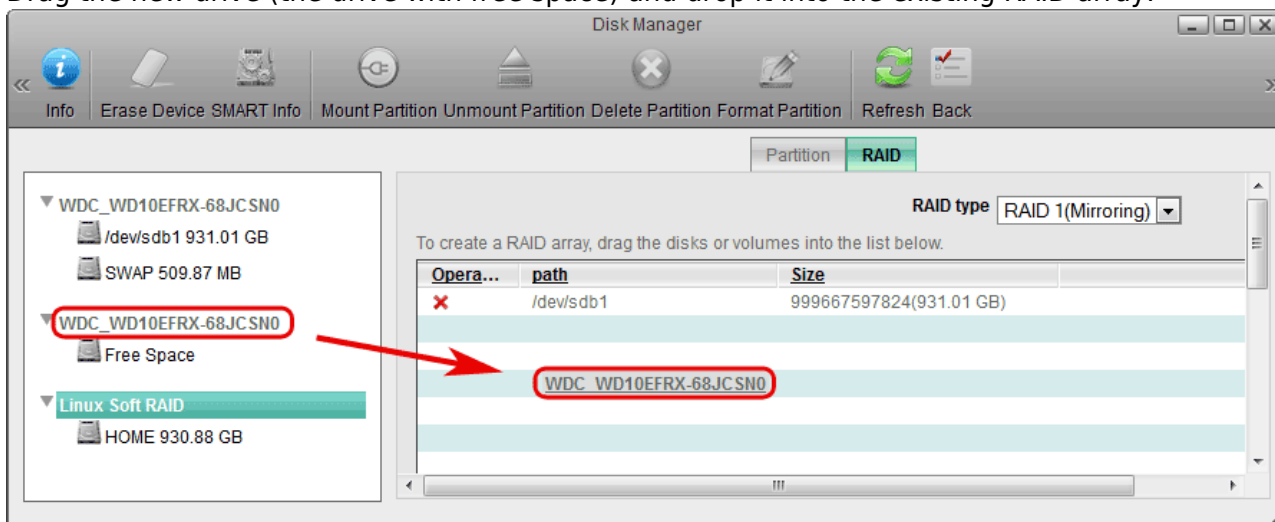 Drag the new drive (the drive with free space) and drop it into the existing RAID array.
Disk Manager
Info Erase Device SMART Info Mount Partition Unmount Partition Delete Partition Format Partition Refresh Back
Partition RAID
WDC_WD10EFRX-68JCSN0
/dev/sdb1 931.01 GB
SWAP 509.87 MB
WDC_WD10EFRX-68JCSN0
Free Space
Linux Soft RAID
HOME 930.88 GB
RAID type RAID 1(Mirroring)
To create a RAID array, drag the disks or volumes into the list below.
Opera... path Size
/dev/sdb1 999667597824(931.01 GB)
WDC_WD10EFRX-68JCSN0